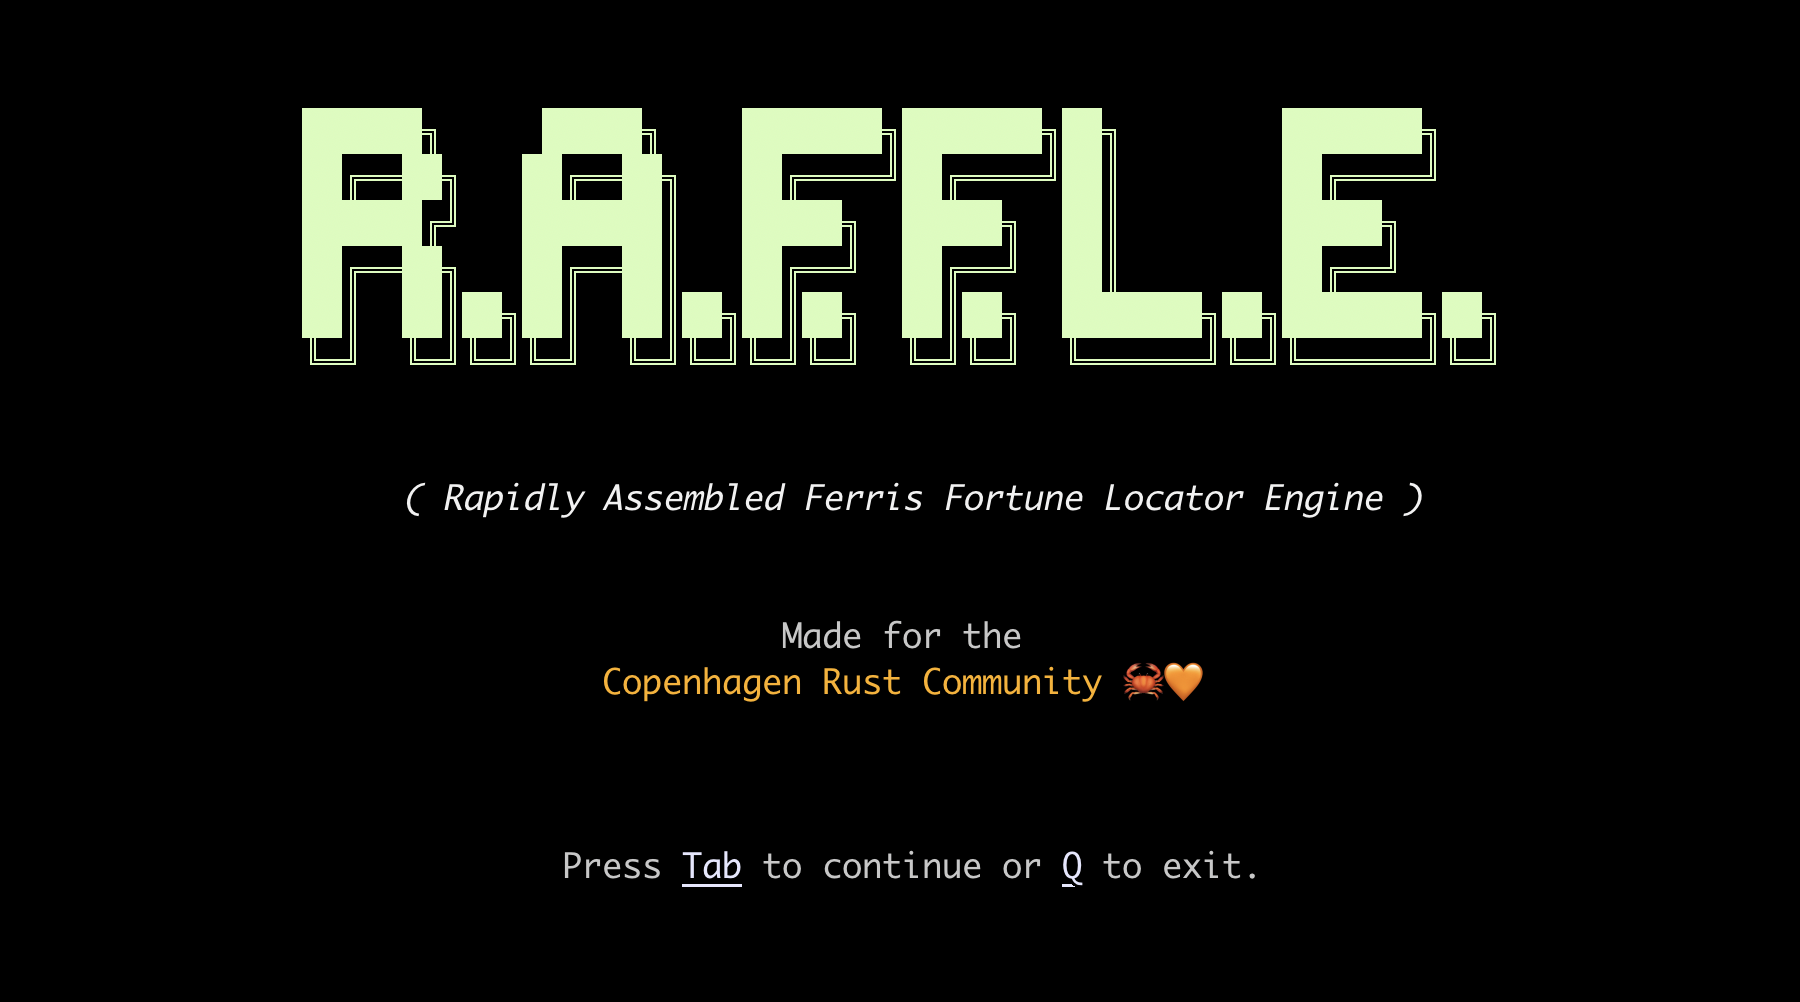 R.A.F.F.L.E.
( Rapidly Assembled Ferris Fortune Locator Engine )
Made for the
Copenhagen Rust Community 🦀🧡
Press Tab to continue or Q to exit.